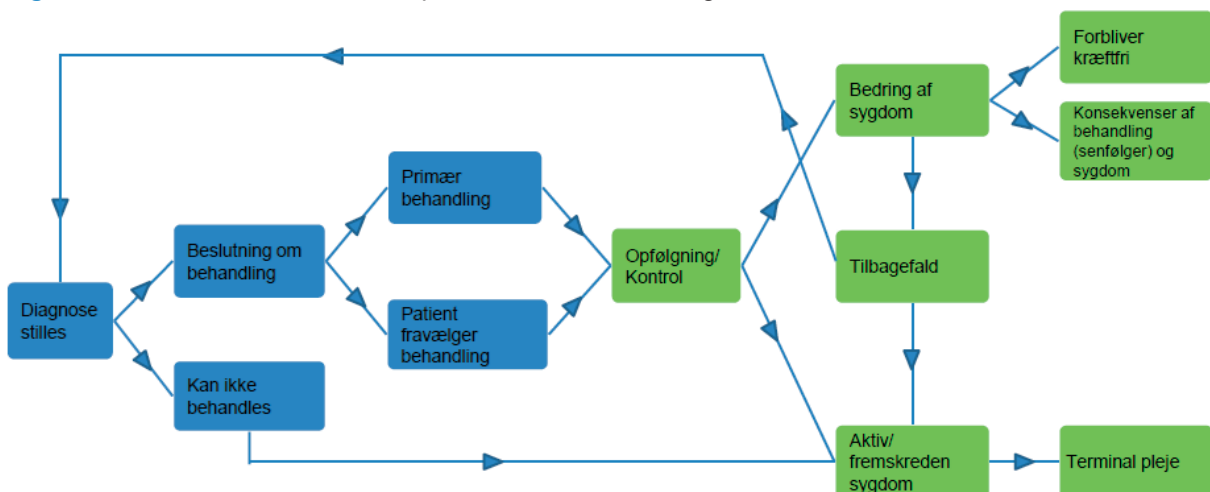 Forbliver
kræftfri
Bedring af
sygdom
Konsekvenser af
behandling
(senfølger) og
sygdom
Primær
behandling
Beslutning om
behandling
Opfølgning/
Kontrol
Tilbagefald
Diagnose
stilles
Patient
fravælger
behandling
Kan ikke
behandles
Aktiv/
fremskreden
sygdom
Terminal pleje